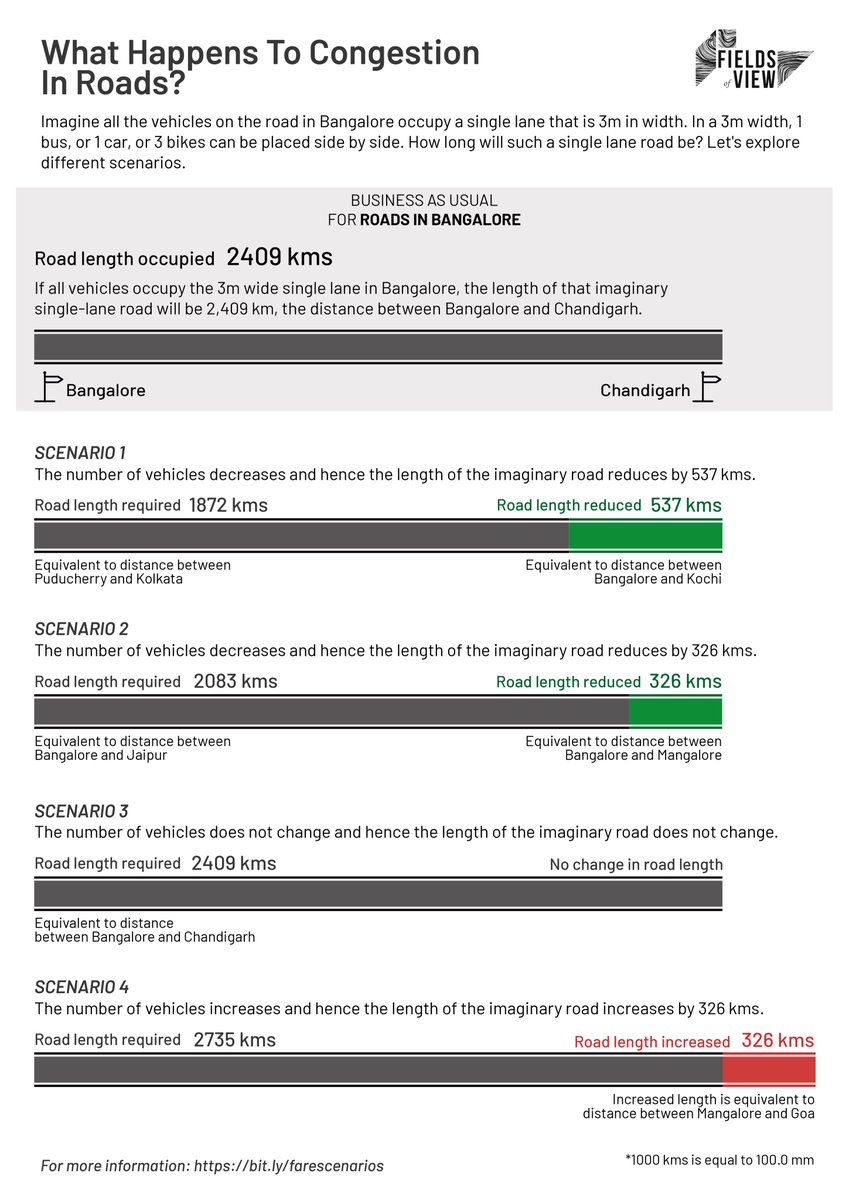 What Happens To Congestion
In Roads?
FIELDS
of VIEW
Imagine all the vehicles on the road in Bangalore occupy a single lane that is 3m in width. In a 3m width, 1
bus, or 1 car, or 3 bikes can be placed side by side. How long will such a single lane road be? Let's explore
different scenarios.
BUSINESS AS USUAL
FOR ROADS IN BANGALORE
Road length occupied 2409 kms
If all vehicles occupy the 3m wide single lane in Bangalore, the length of that imaginary
single-lane road will be 2,409 km, the distance between Bangalore and Chandigarh.
Bangalore
Chandigarh
SCENARIO 1
The number of vehicles decreases and hence the length of the imaginary road reduces by 537 kms.
Road length required 1872 kms
Road length reduced 537 kms
Equivalent to distance between
Puducherry and Kolkata
Equivalent to distance between
Bangalore and Kochi
SCENARIO 2
The number of vehicles decreases and hence the length of the imaginary road reduces by 326 kms.
Road length required 2083 kms
Road length reduced 326 kms
Equivalent to distance between
Bangalore and Jaipur
Equivalent to distance between
Bangalore and Mangalore
SCENARIO 3
The number of vehicles does not change and hence the length of the imaginary road does not change.
Road length required 2409 kms
No change in road length
Equivalent to distance
between Bangalore and Chandigarh
SCENARIO 4
The number of vehicles increases and hence the length of the imaginary road increases by 326 kms.
Road length required 2735 kms
Road length increased 326 kms
Increased length is equivalent to
distance between Mangalore and Goa
For more information: https://bit.ly/farescenarios
*1000 kms is equal to 100.0 mm